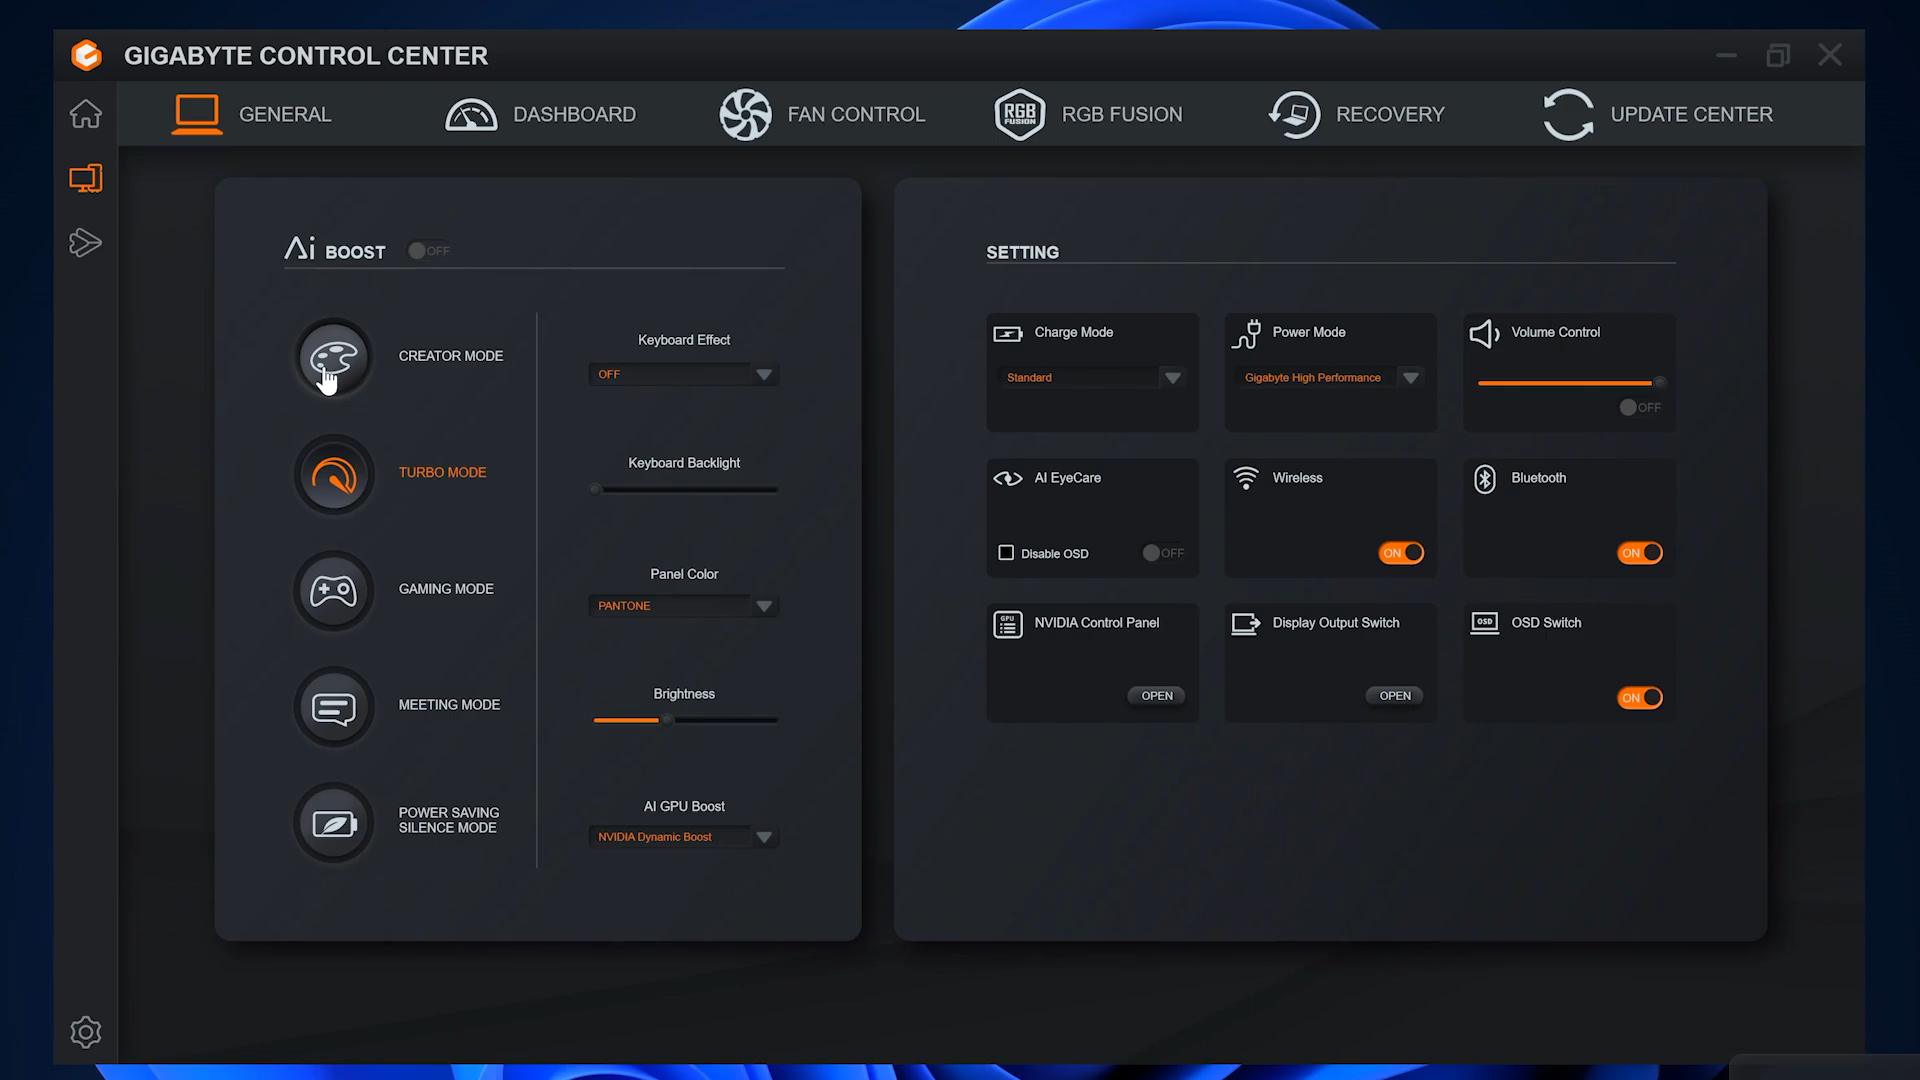 GIGABYTE CONTROL CENTER
GENERAL
DASHBOARD
FAN CONTROL
RGB FUSION
RGB FUSION
RECOVERY
UPDATE CENTER
Ai BOOST
OFF
CREATOR MODE
TURBO MODE
GAMING MODE
MEETING MODE
POWER SAVING
SILENCE MODE
Keyboard Effect
OFF
Keyboard Backlight
Panel Color
PANTONE
Brightness
AI GPU Boost
NVIDIA Dynamic Boost
SETTING
Charge Mode
Standard
Power Mode
Gigabyte High Performance
Volume Control
OFF
AI EyeCare
Disable OSD
OFF
Wireless
ON
Bluetooth
ON
GPU
NVIDIA Control Panel
OPEN
Display Output Switch
OPEN
OSD
OSD Switch
ON